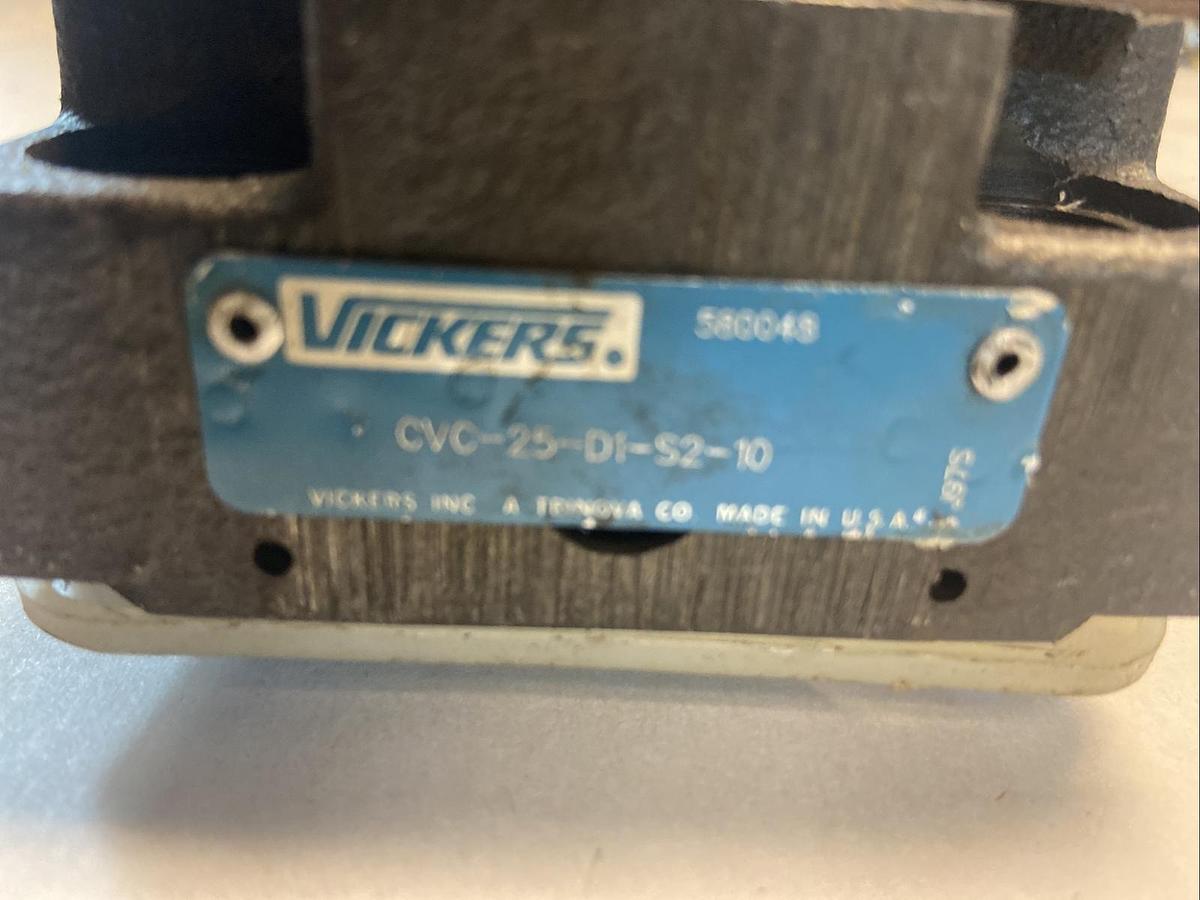 VICKERS.
580048
CVC-25-D1-S2-10
VICKERS INC A TRINOVA CO MADE IN U.S.A.